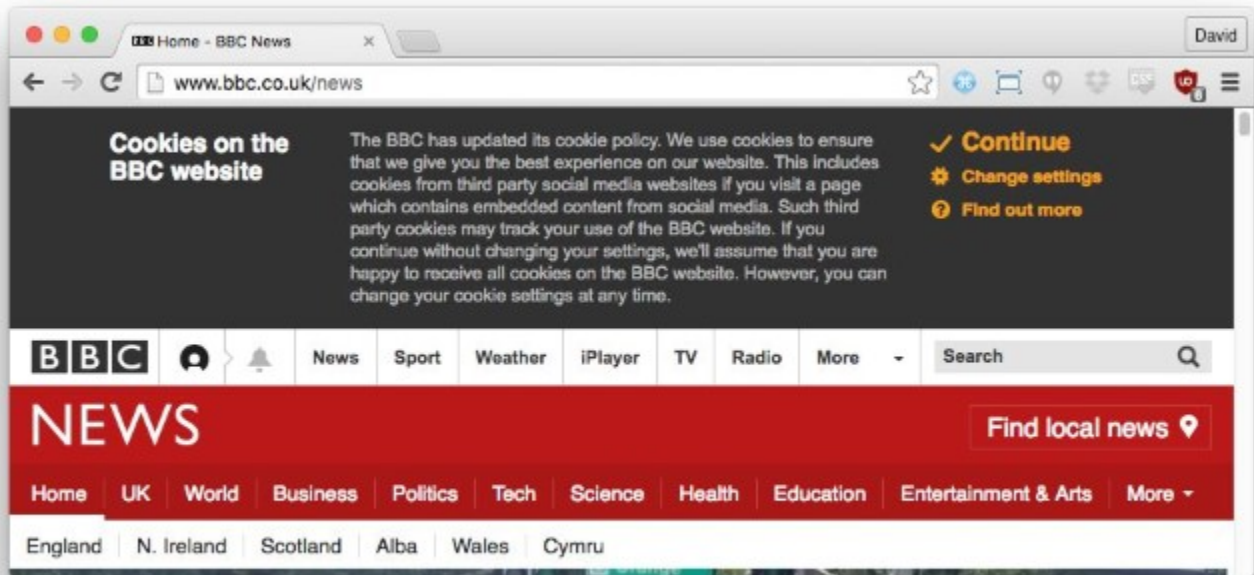 Home - BBC News
David
www.bbc.co.uk/news
Cookies on the
BBC website
The BBC has updated its cookie policy. We use cookies to ensure
that we give you the best experience on our website. This includes
cookies from third party social media websites if you visit a page
which contains embedded content from social media. Such third
party cookies may track your use of the BBC website. If you
continue without changing your settings, we'll assume that you are
happy to receive all cookies on the BBC website. However, you can
change your cookie settings at any time.
Continue
Change settings
Find out more
BBC News Sport Weather iPlayer TV Radio More Search
NEWS
Find local news
Home UK World Business Politics Tech Science Health Education Entertainment & Arts More
England N. Ireland Scotland Alba Wales Cymru